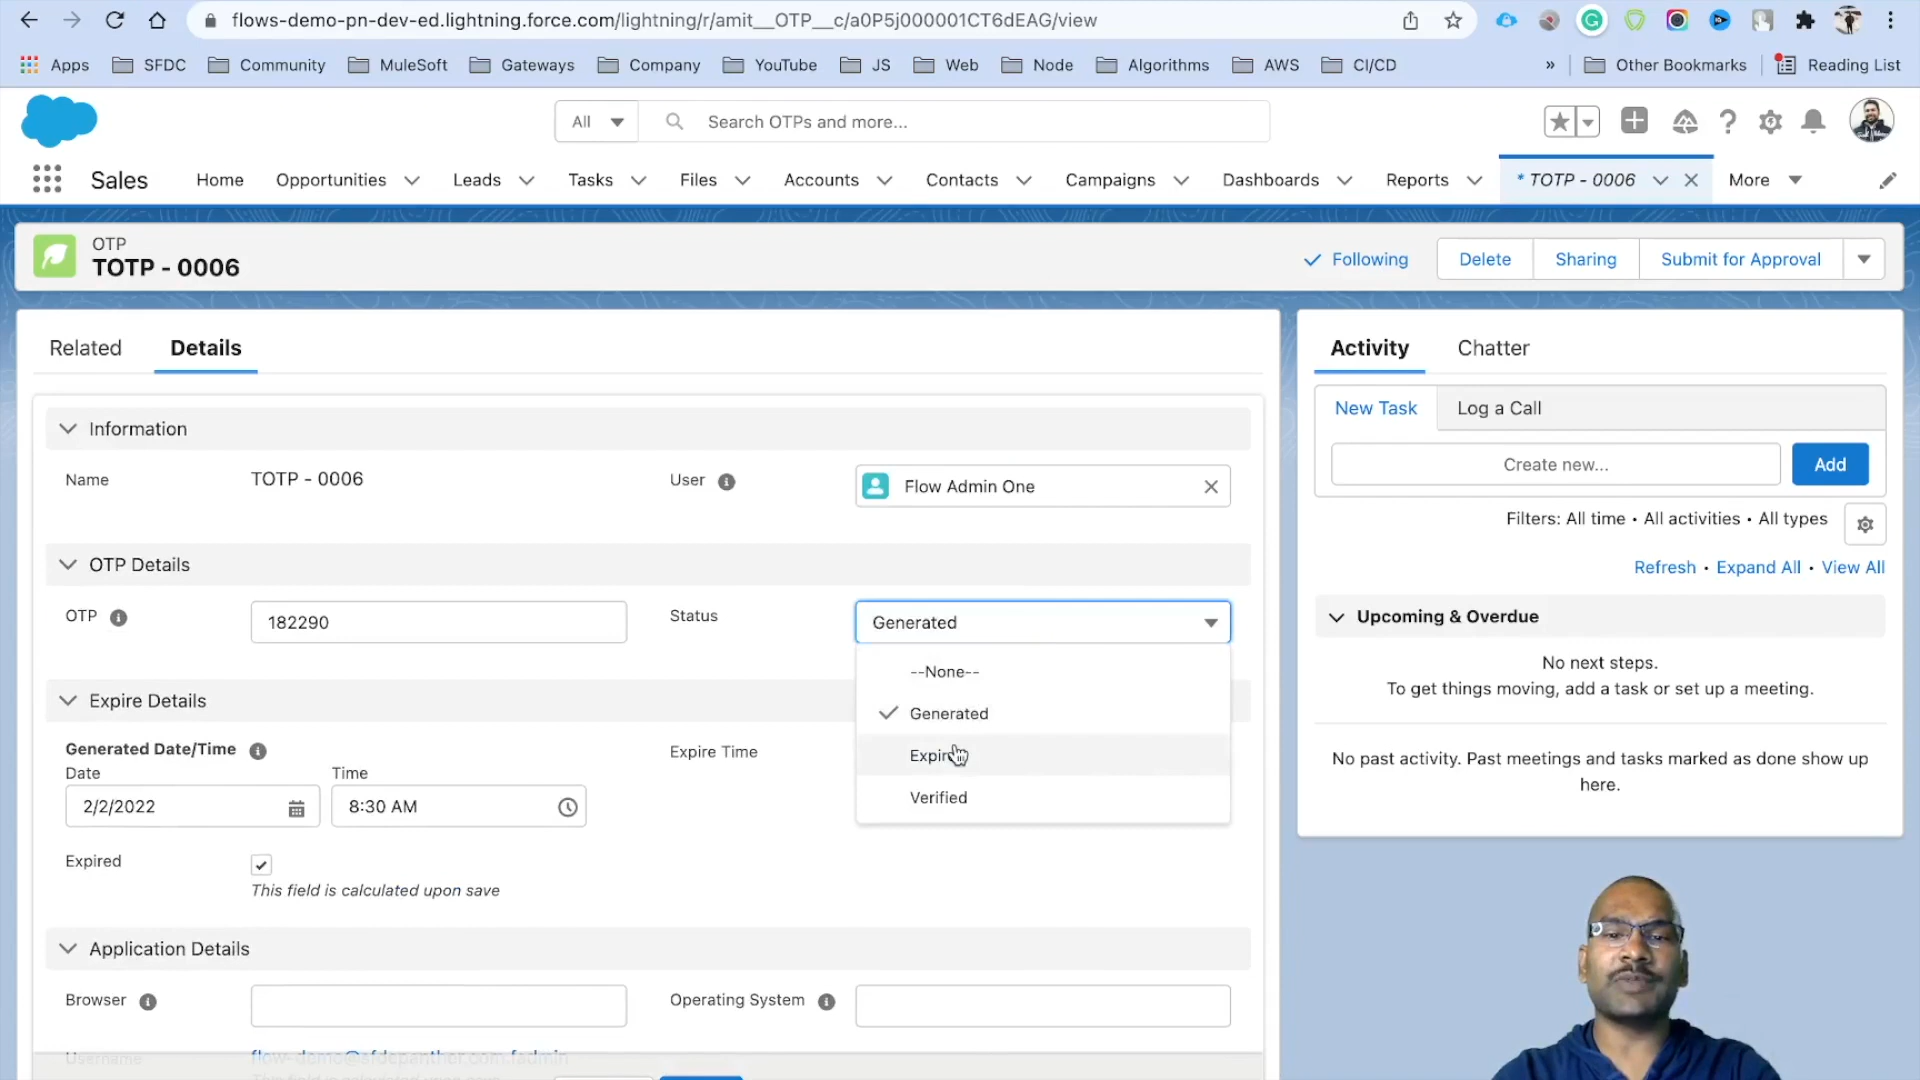 flows-demo-pn-dev-ed.lightning.force.com/lightning/r/amit__OTP__c/a0P5j000001CT6dEAG/view
Apps SFDC Community MuleSoft Gateways Company YouTube JS Web Node Algorithms AWS CI/CD » Other Bookmarks Reading List
All Search OTPs and more...
Sales Home Opportunities Leads Tasks Files Accounts Contacts Campaigns Dashboards Reports * TOTP - 0006 More
OTP
TOTP - 0006
Following Delete Sharing Submit for Approval
Related Details
Information
Name TOTP - 0006 User Flow Admin One
OTP Details
OTP 182290 Status Generated
--None--
Generated
Verified
Expire Details
Generated Date/Time Expire Time
Date Time
2/2/2022 8:30 AM
Expired
This field is calculated upon save
Application Details
Browser Operating System
Username
Activity Chatter
New Task Log a Call
Create new... Add
Filters: All time • All activities • All types
Refresh • Expand All • View All
Upcoming & Overdue
No next steps.
To get things moving, add a task or set up a meeting.
No past activity. Past meetings and tasks marked as done show up
here.